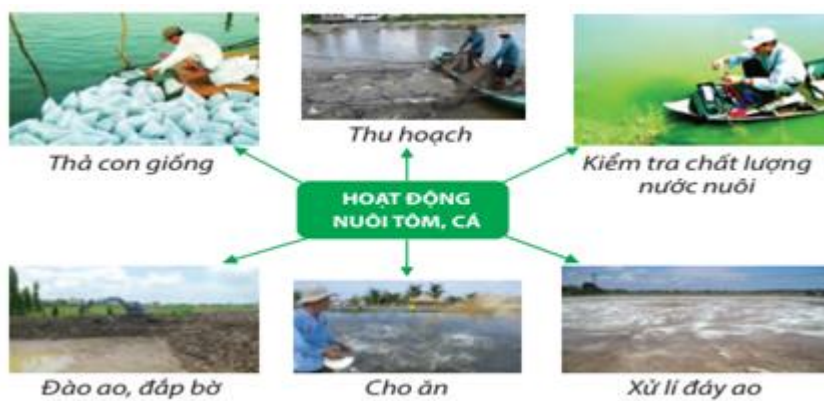 Thả con giống
Thu hoạch
Kiểm tra chất lượng
nước nuôi
HOẠT ĐỘNG
NUÔI TÔM, CÁ
Đào ao, đắp bờ
Cho ăn
Xử lí đáy ao